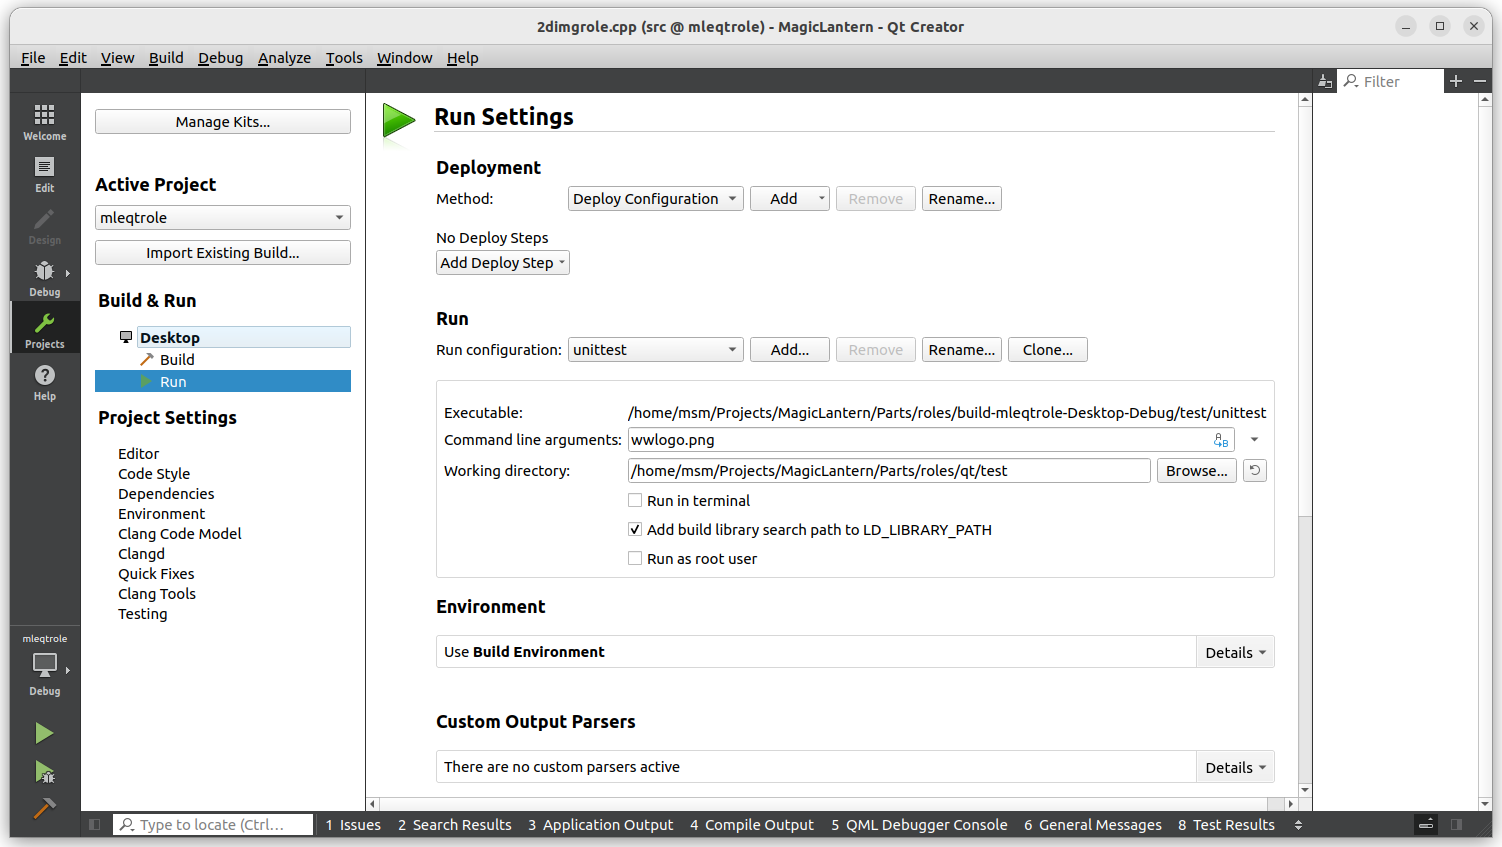 2dimgrole.cpp (src @ mleqtrole) - MagicLantern - Qt Creator
File Edit View Build Debug Analyze Tools Window Help
Filter
Welcome
Edit
Design
Debug
Projects
Help
mleqtrole
Debug
Manage Kits...
Active Project
mleqtrole
Import Existing Build...
Build & Run
Desktop
Build
Run
Project Settings
Editor
Code Style
Dependencies
Environment
Clang Code Model
Clangd
Quick Fixes
Clang Tools
Testing
Run Settings
Deployment
Method: Deploy Configuration Add Remove Rename...
No Deploy Steps
Add Deploy Step
Run
Run configuration: unittest Add... Remove Rename... Clone...
Executable: /home/msm/Projects/MagicLantern/Parts/roles/build-mleqtrole-Desktop-Debug/test/unittest
Command line arguments: wwlogo.png
Working directory: /home/msm/Projects/MagicLantern/Parts/roles/qt/test Browse...
Run in terminal
Add build library search path to LD_LIBRARY_PATH
Run as root user
Environment
Use Build Environment Details
Custom Output Parsers
There are no custom parsers active Details
Type to locate (Ctrl... 1 Issues 2 Search Results 3 Application Output 4 Compile Output 5 QML Debugger Console 6 General Messages 8 Test Results